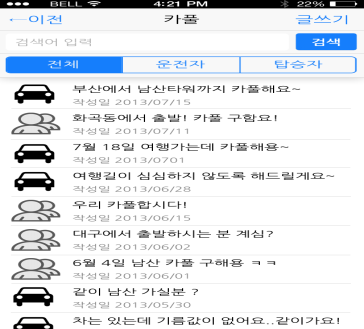 BELL 4:21 PM 22%
←이전 카풀 글쓰기
검색어 입력 검색
전체 운전자 탑승자
부산에서 남산타워까지 카풀해요~
작성일 2013/07/15
화곡동에서 출발! 카풀 구함요!
작성일 2013/07/11
7월 18일 여행가는데 카풀해용~
작성일 2013/0701
여행길이 심심하지 않도록 해드릴게요~
작성일 2013/06/28
우리 카풀합시다!
작성일 2013/06/15
대구에서 출발하시는 분 계심?
작성일 2013/06/02
6월 4일 남산 카풀 구해용 ㅋㅋ
작성일 2013/06/01
같이 남산 가실분 ?
작성일 2013/05/30
차는 있는데 기름값이 없어요..같이가요!